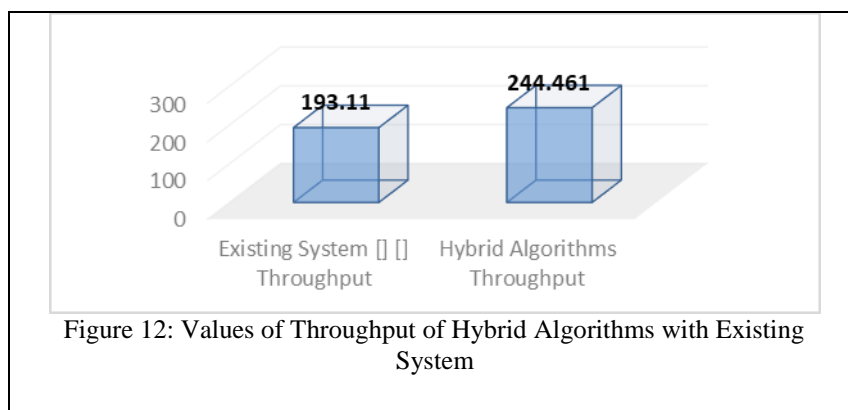 244.461
193.11
300
200
100
0
Existing System [] []
Throughput
Hybrid Algorithms
Throughput
Figure 12: Values of Throughput of Hybrid Algorithms with Existing
System